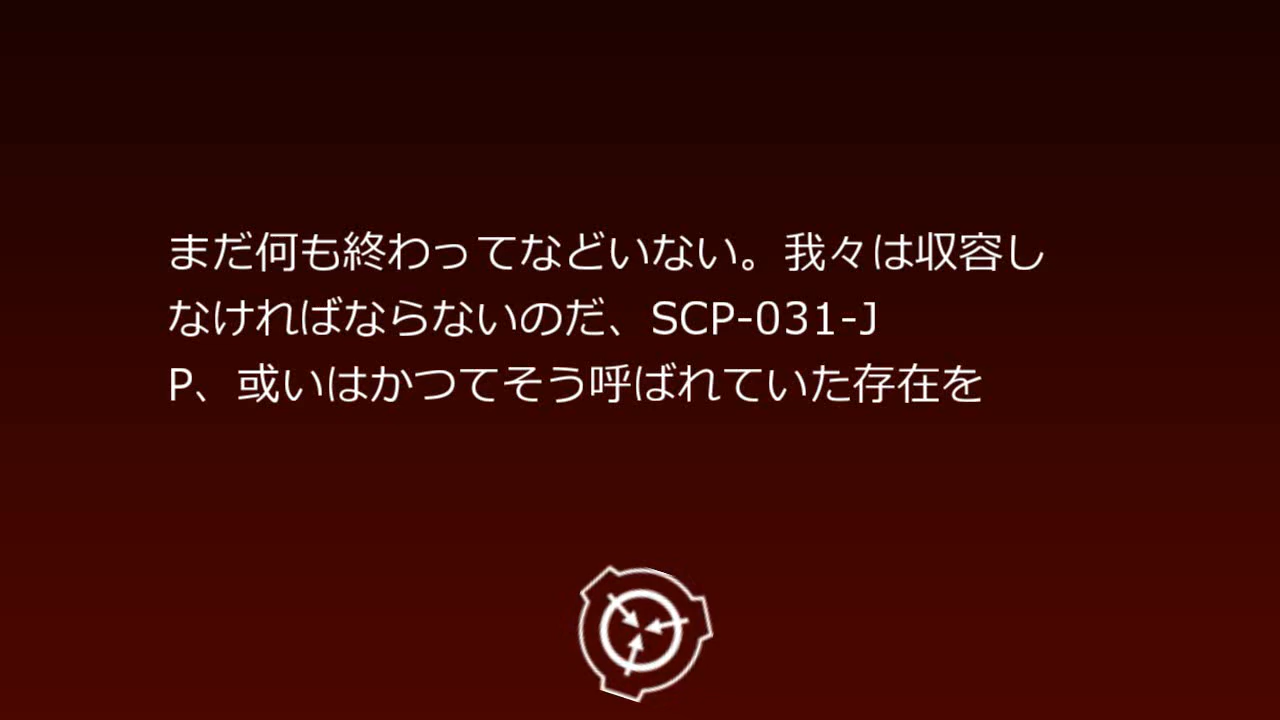 まだ何も終わってなどいない。我々は収容し
なければならないのだ、SCP-031-J
P、或いはかつてそう呼ばれていた存在を